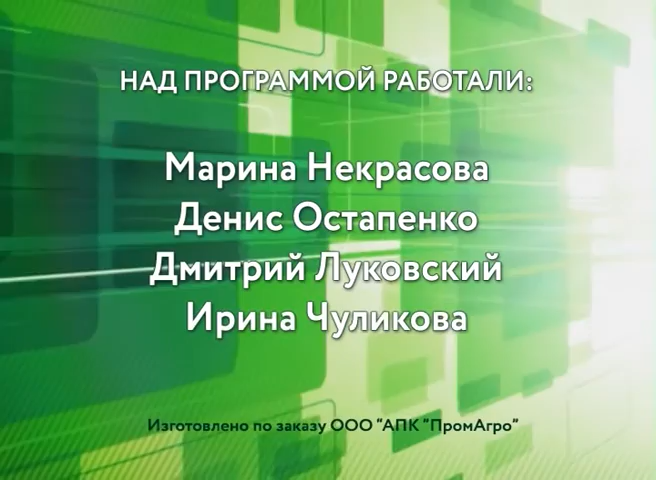 НАД ПРОГРАММОЙ РАБОТАЛИ:
Марина Некрасова
Денис Остапенко
Дмитрий Луковский
Ирина Чуликова
Изготовлено по заказу ООО "АПК "ПромАгро"